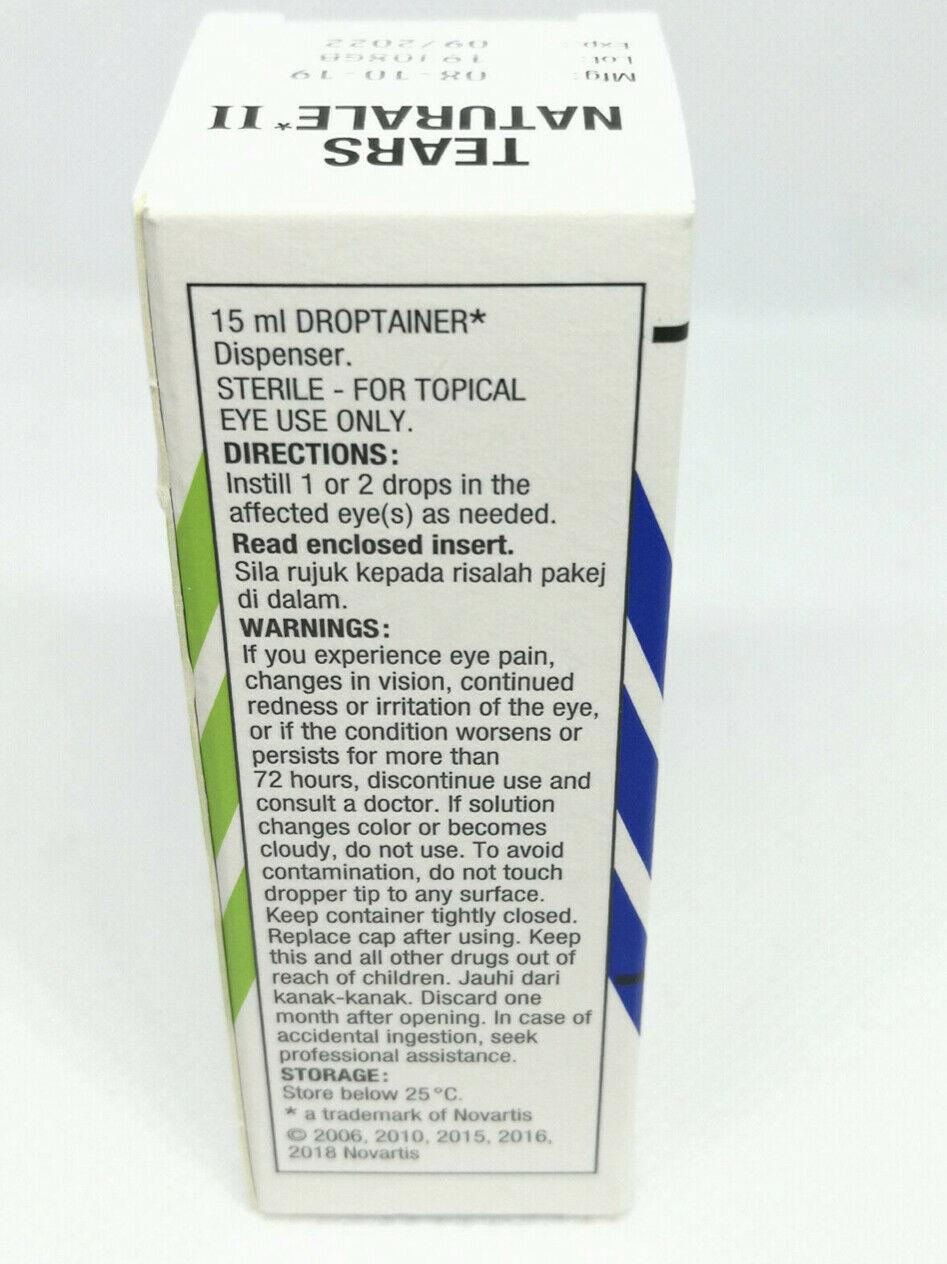 TEARS
NATURALE* II
Mfg: 08-10-19
Lot: 19J08GB
Exp: 09/2022
15 ml DROPTAINER*
Dispenser.
STERILE - FOR TOPICAL
EYE USE ONLY.
DIRECTIONS:
Instill 1 or 2 drops in the
affected eye(s) as needed.
Read enclosed insert.
Sila rujuk kepada risalah pakej
di dalam.
WARNINGS:
If you experience eye pain,
changes in vision, continued
redness or irritation of the eye,
or if the condition worsens or
persists for more than
72 hours, discontinue use and
consult a doctor. If solution
changes color or becomes
cloudy, do not use. To avoid
contamination, do not touch
dropper tip to any surface.
Keep container tightly closed.
Replace cap after using. Keep
this and all other drugs out of
reach of children. Jauhi dari
kanak-kanak. Discard one
month after opening. In case of
accidental ingestion, seek
professional assistance.
STORAGE:
Store below 25°C.
* a trademark of Novartis
© 2006, 2010, 2015, 2016,
2018 Novartis